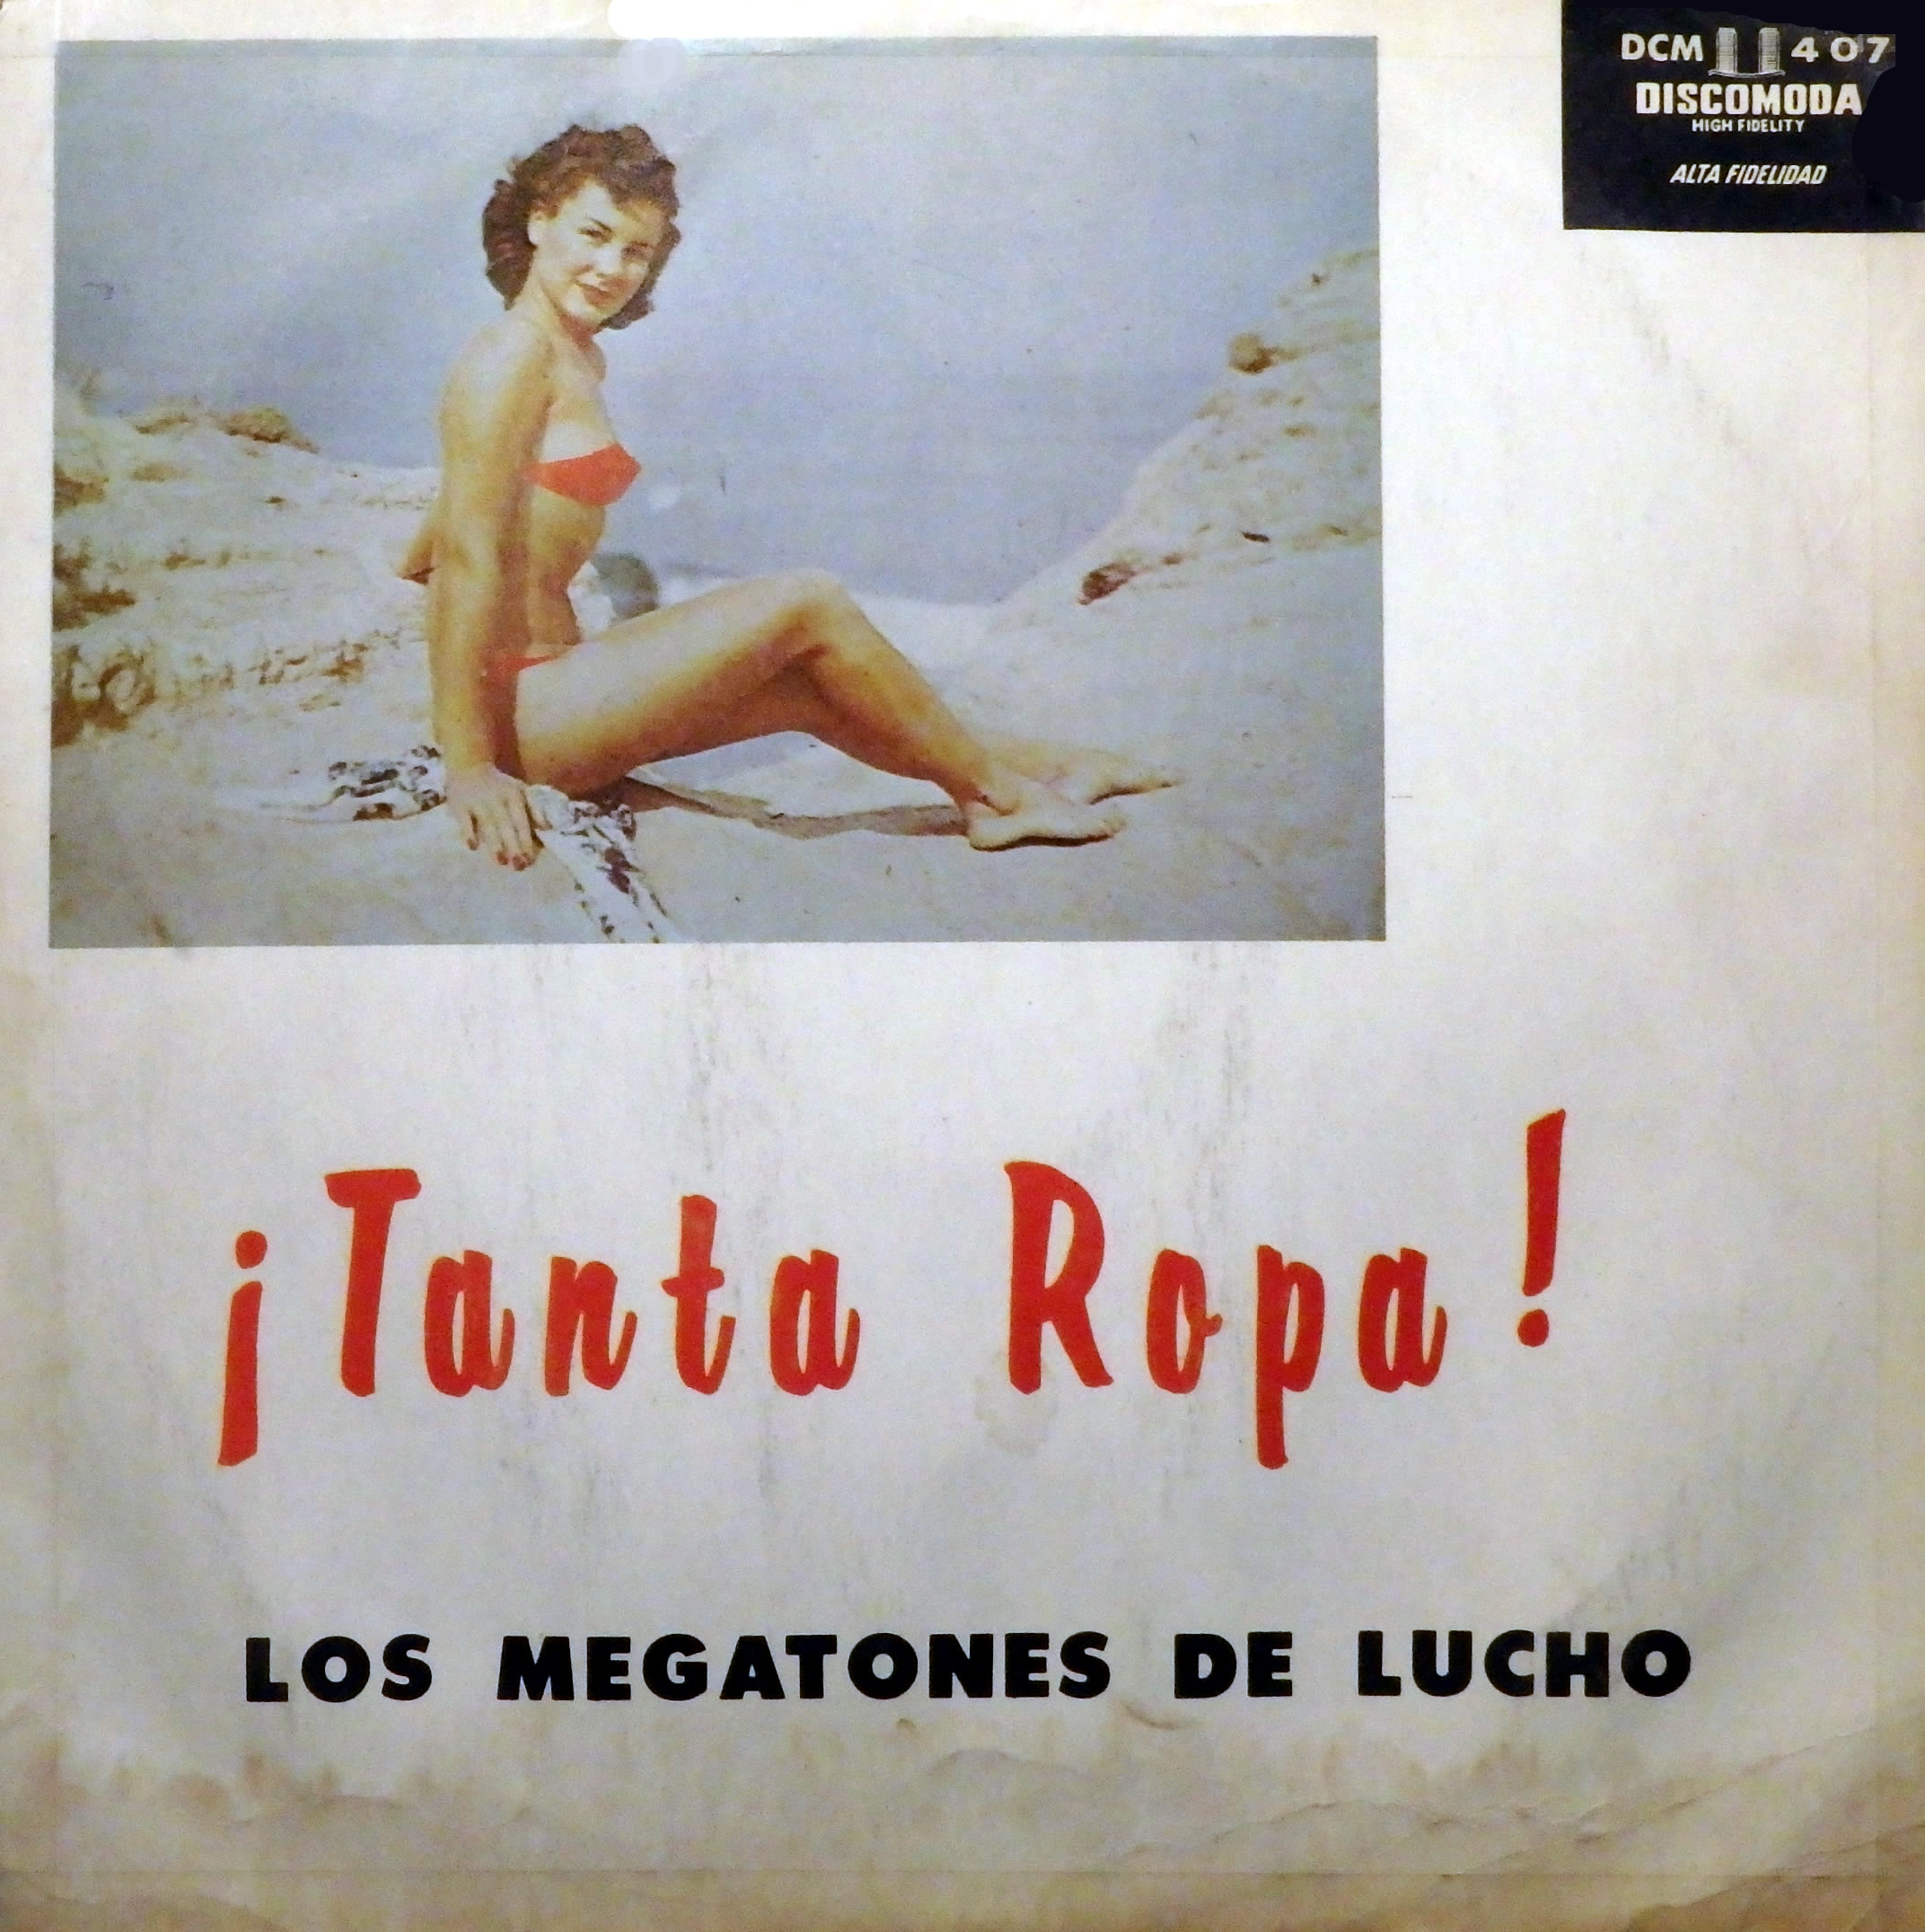 DCM 407
DISCOMODA
HIGH FIDELITY
ALTA FIDELIDAD
¡Tanta Ropa!
LOS MEGATONES DE LUCHO